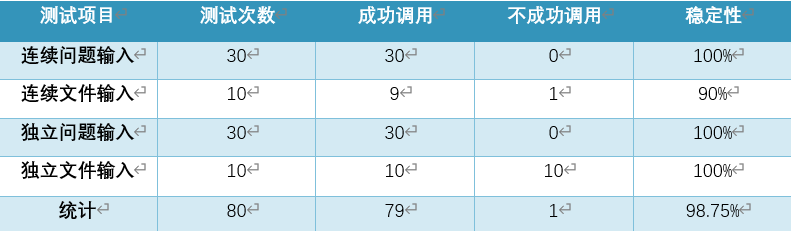 测试项目 测试次数 成功调用 不成功调用 稳定性
连续问题输入 30 30 0 100%
连续文件输入 10 9 1 90%
独立问题输入 30 30 0 100%
独立文件输入 10 10 10 100%
统计 80 79 1 98.75%